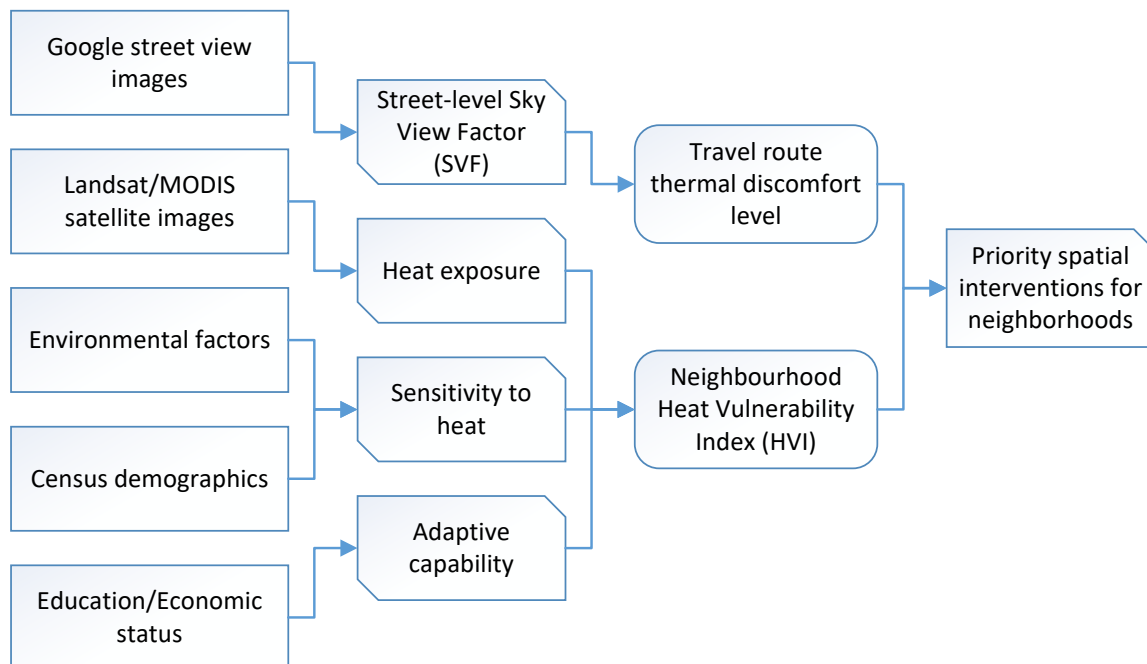 Google street view
images
Landsat/MODIS
satellite images
Environmental factors
Census demographics
Education/Economic
status
Street-level Sky
View Factor
(SVF)
Heat exposure
Sensitivity to
heat
Adaptive
capability
Travel route
thermal discomfort
level
Neighbourhood
Heat Vulnerability
Index (HVI)
Priority spatial
interventions for
neighborhoods